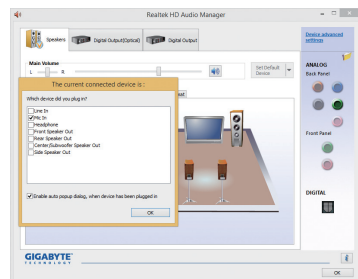 Realtek HD Audio Manager
Speakers
Digital Output(Optical)
Digital Output
Device advanced settings
Main Volume
L
R
Set Default Device
ANALOG
Back Panel
The current connected device is :
Which device did you plug in?
Line In
Mic In
Headphone
Front Speaker Out
Rear Speaker Out
Center/Subwoofer Speaker Out
Side Speaker Out
Enable auto popup dialog, when device has been plugged in
OK
Front Panel
DIGITAL
GIGABYTE
TECHNOLOGY
i
OK